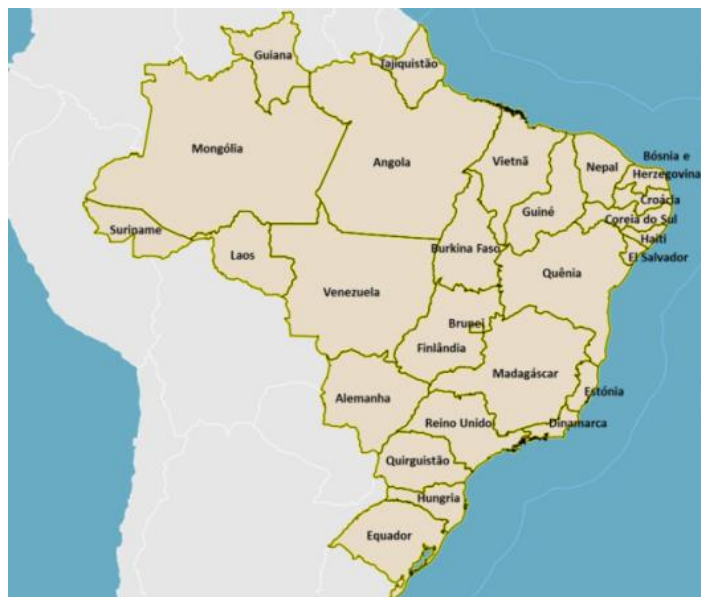 Guiana
Tajiquistão
Mongólia
Angola
Vietnã
Nepal
Bósnia e
Herzegovina
Croácia
Guiné
Coreia do Sul
Suriname
Haiti
Laos
Burkina Faso
El Salvador
Quênia
Venezuela
Brunei
Finlândia
Madagáscar
Alemanha
Estónia
Reino Unido
Dinamarca
Quirguistão
Hungria
Equador